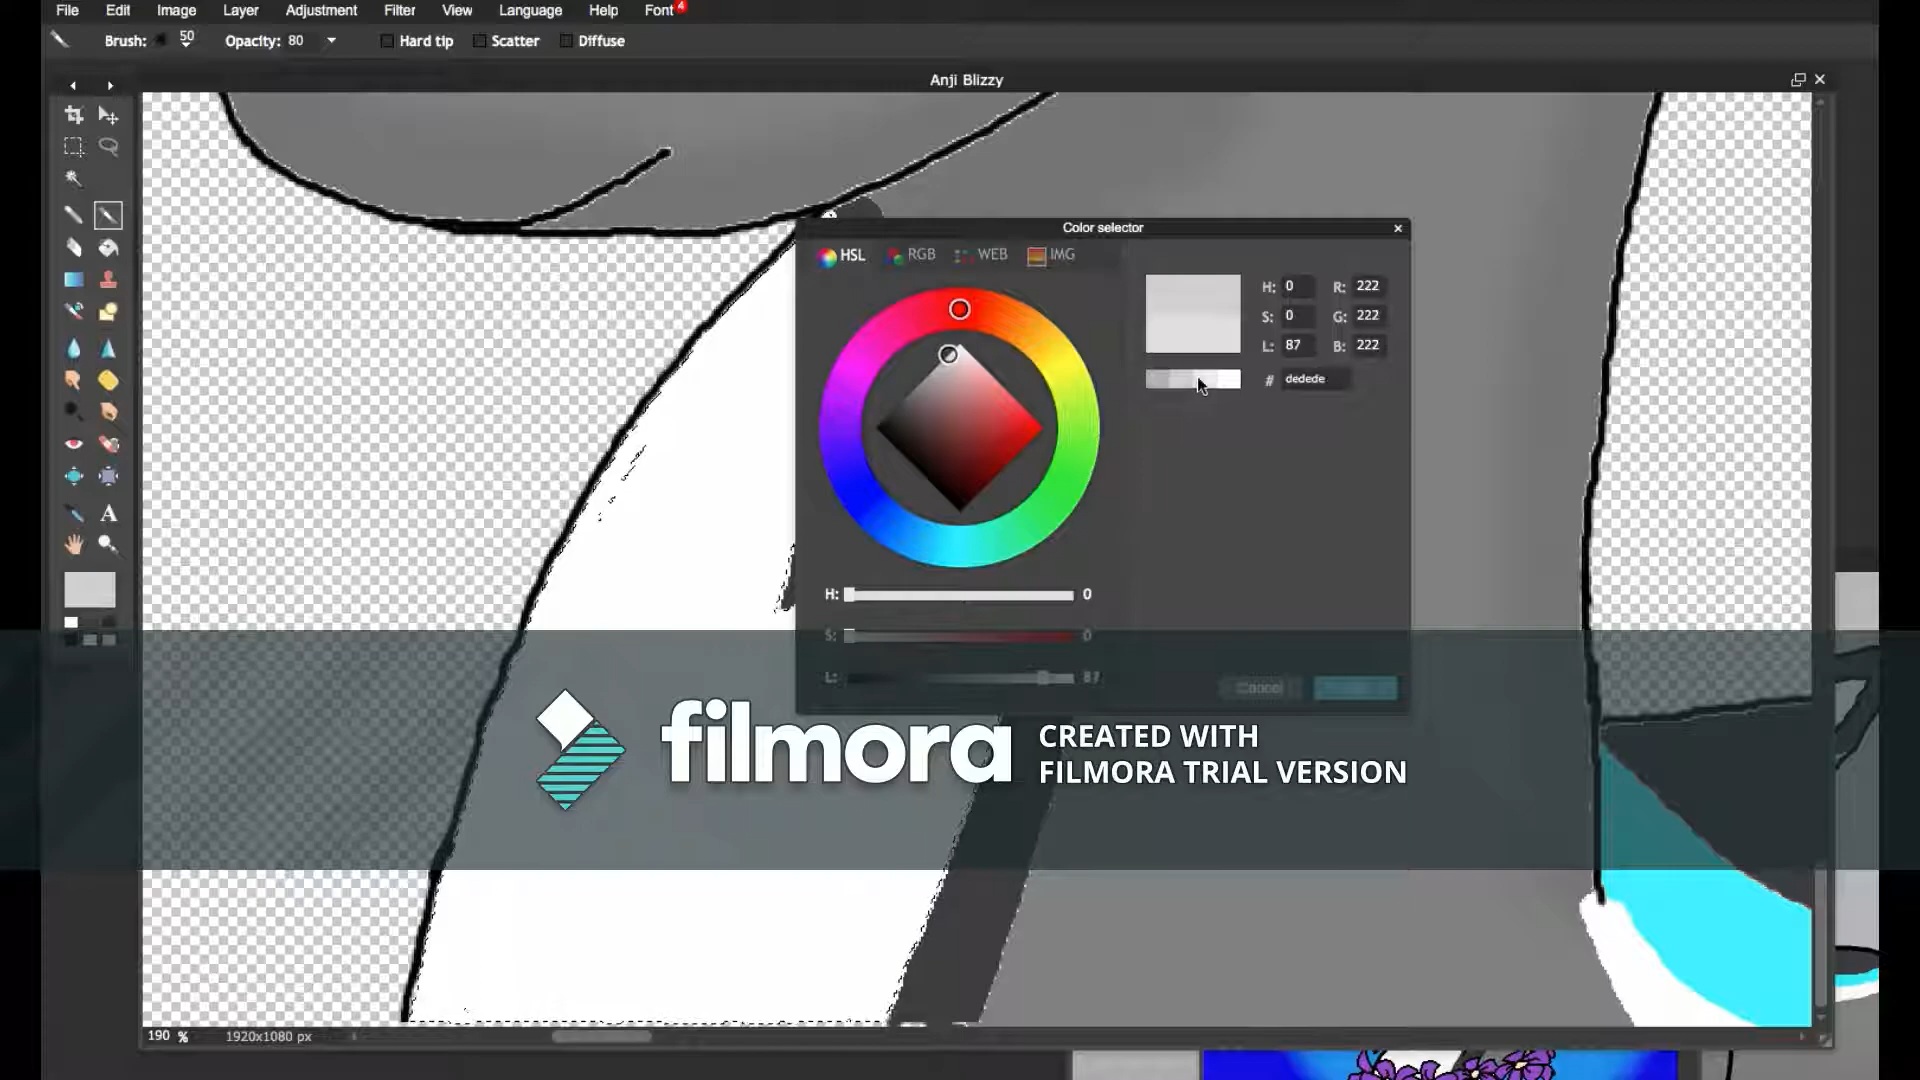 File Edit Image Layer Adjustment Filter View Language Help Font 4
Brush: 50 Opacity: 80 Hard tip Scatter Diffuse
Anji Blizzy
Color selector
HSL RGB WEB IMG
H: 0 R: 222
S: 0 G: 222
L: 87 B: 222
# dedede
A
H: 0
S: 0
L: 87
Cancel
filmora
CREATED WITH
FILMORA TRIAL VERSION
190 % 1920x1080 px